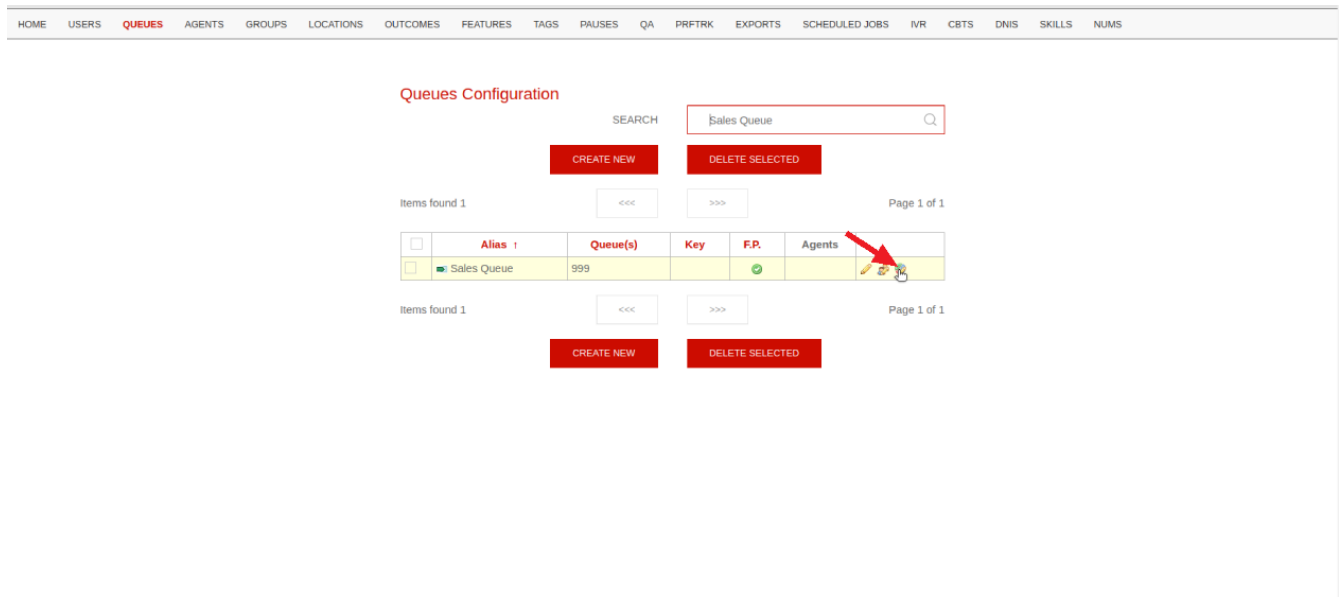 HOME USERS QUEUES AGENTS GROUPS LOCATIONS OUTCOMES FEATURES TAGS PAUSES QA PRFTRK EXPORTS SCHEDULED JOBS IVR CBTS DNIS SKILLS NUMS
Queues Configuration
SEARCH Sales Queue
CREATE NEW DELETE SELECTED
Items found 1 <<< >>> Page 1 of 1
Alias ↑ Queue(s) Key F.P. Agents
Sales Queue 999
Items found 1 <<< >>> Page 1 of 1
CREATE NEW DELETE SELECTED